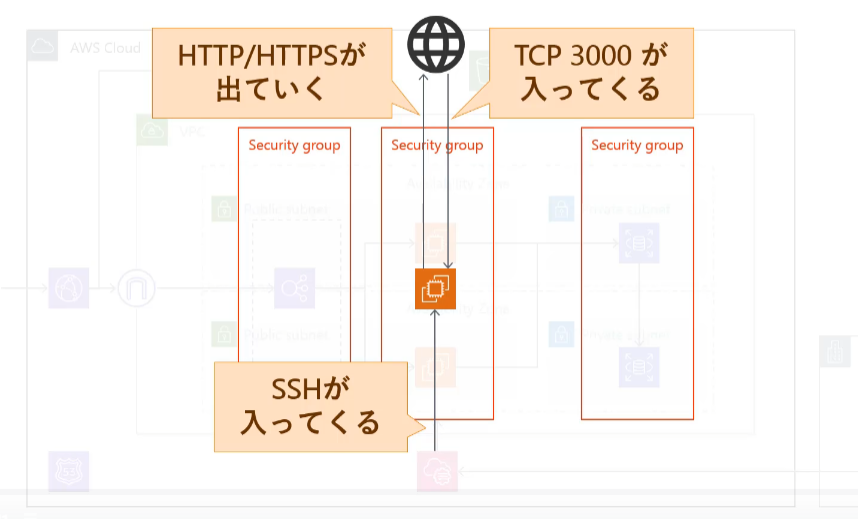 AWS Cloud
HTTP/HTTPSが
出ていく
TCP 3000 が
入ってくる
VPC
Security group
Security group
Security group
Availability Zone
Public subnet
Private subnet
Public subnet
Private subnet
SSHが
入ってくる